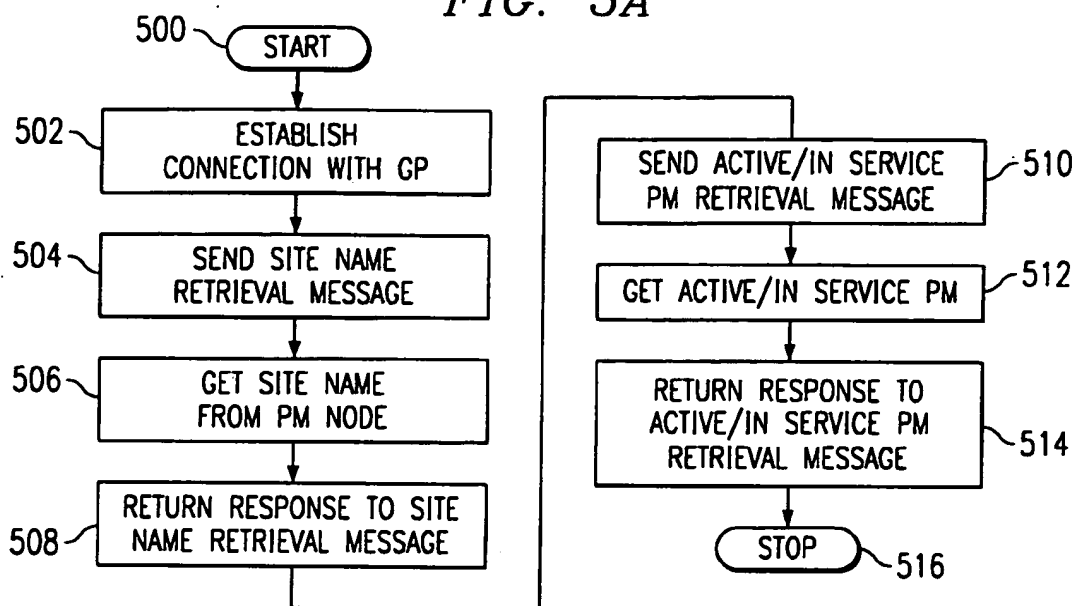 FIG. 5A
500
START
502
ESTABLISH
CONNECTION WITH GP
504
SEND SITE NAME
RETRIEVAL MESSAGE
506
GET SITE NAME
FROM PM NODE
508
RETURN RESPONSE TO SITE
NAME RETRIEVAL MESSAGE
SEND ACTIVE/IN SERVICE
PM RETRIEVAL MESSAGE
510
GET ACTIVE/IN SERVICE PM
512
RETURN RESPONSE TO
ACTIVE/IN SERVICE PM
RETRIEVAL MESSAGE
514
STOP
516